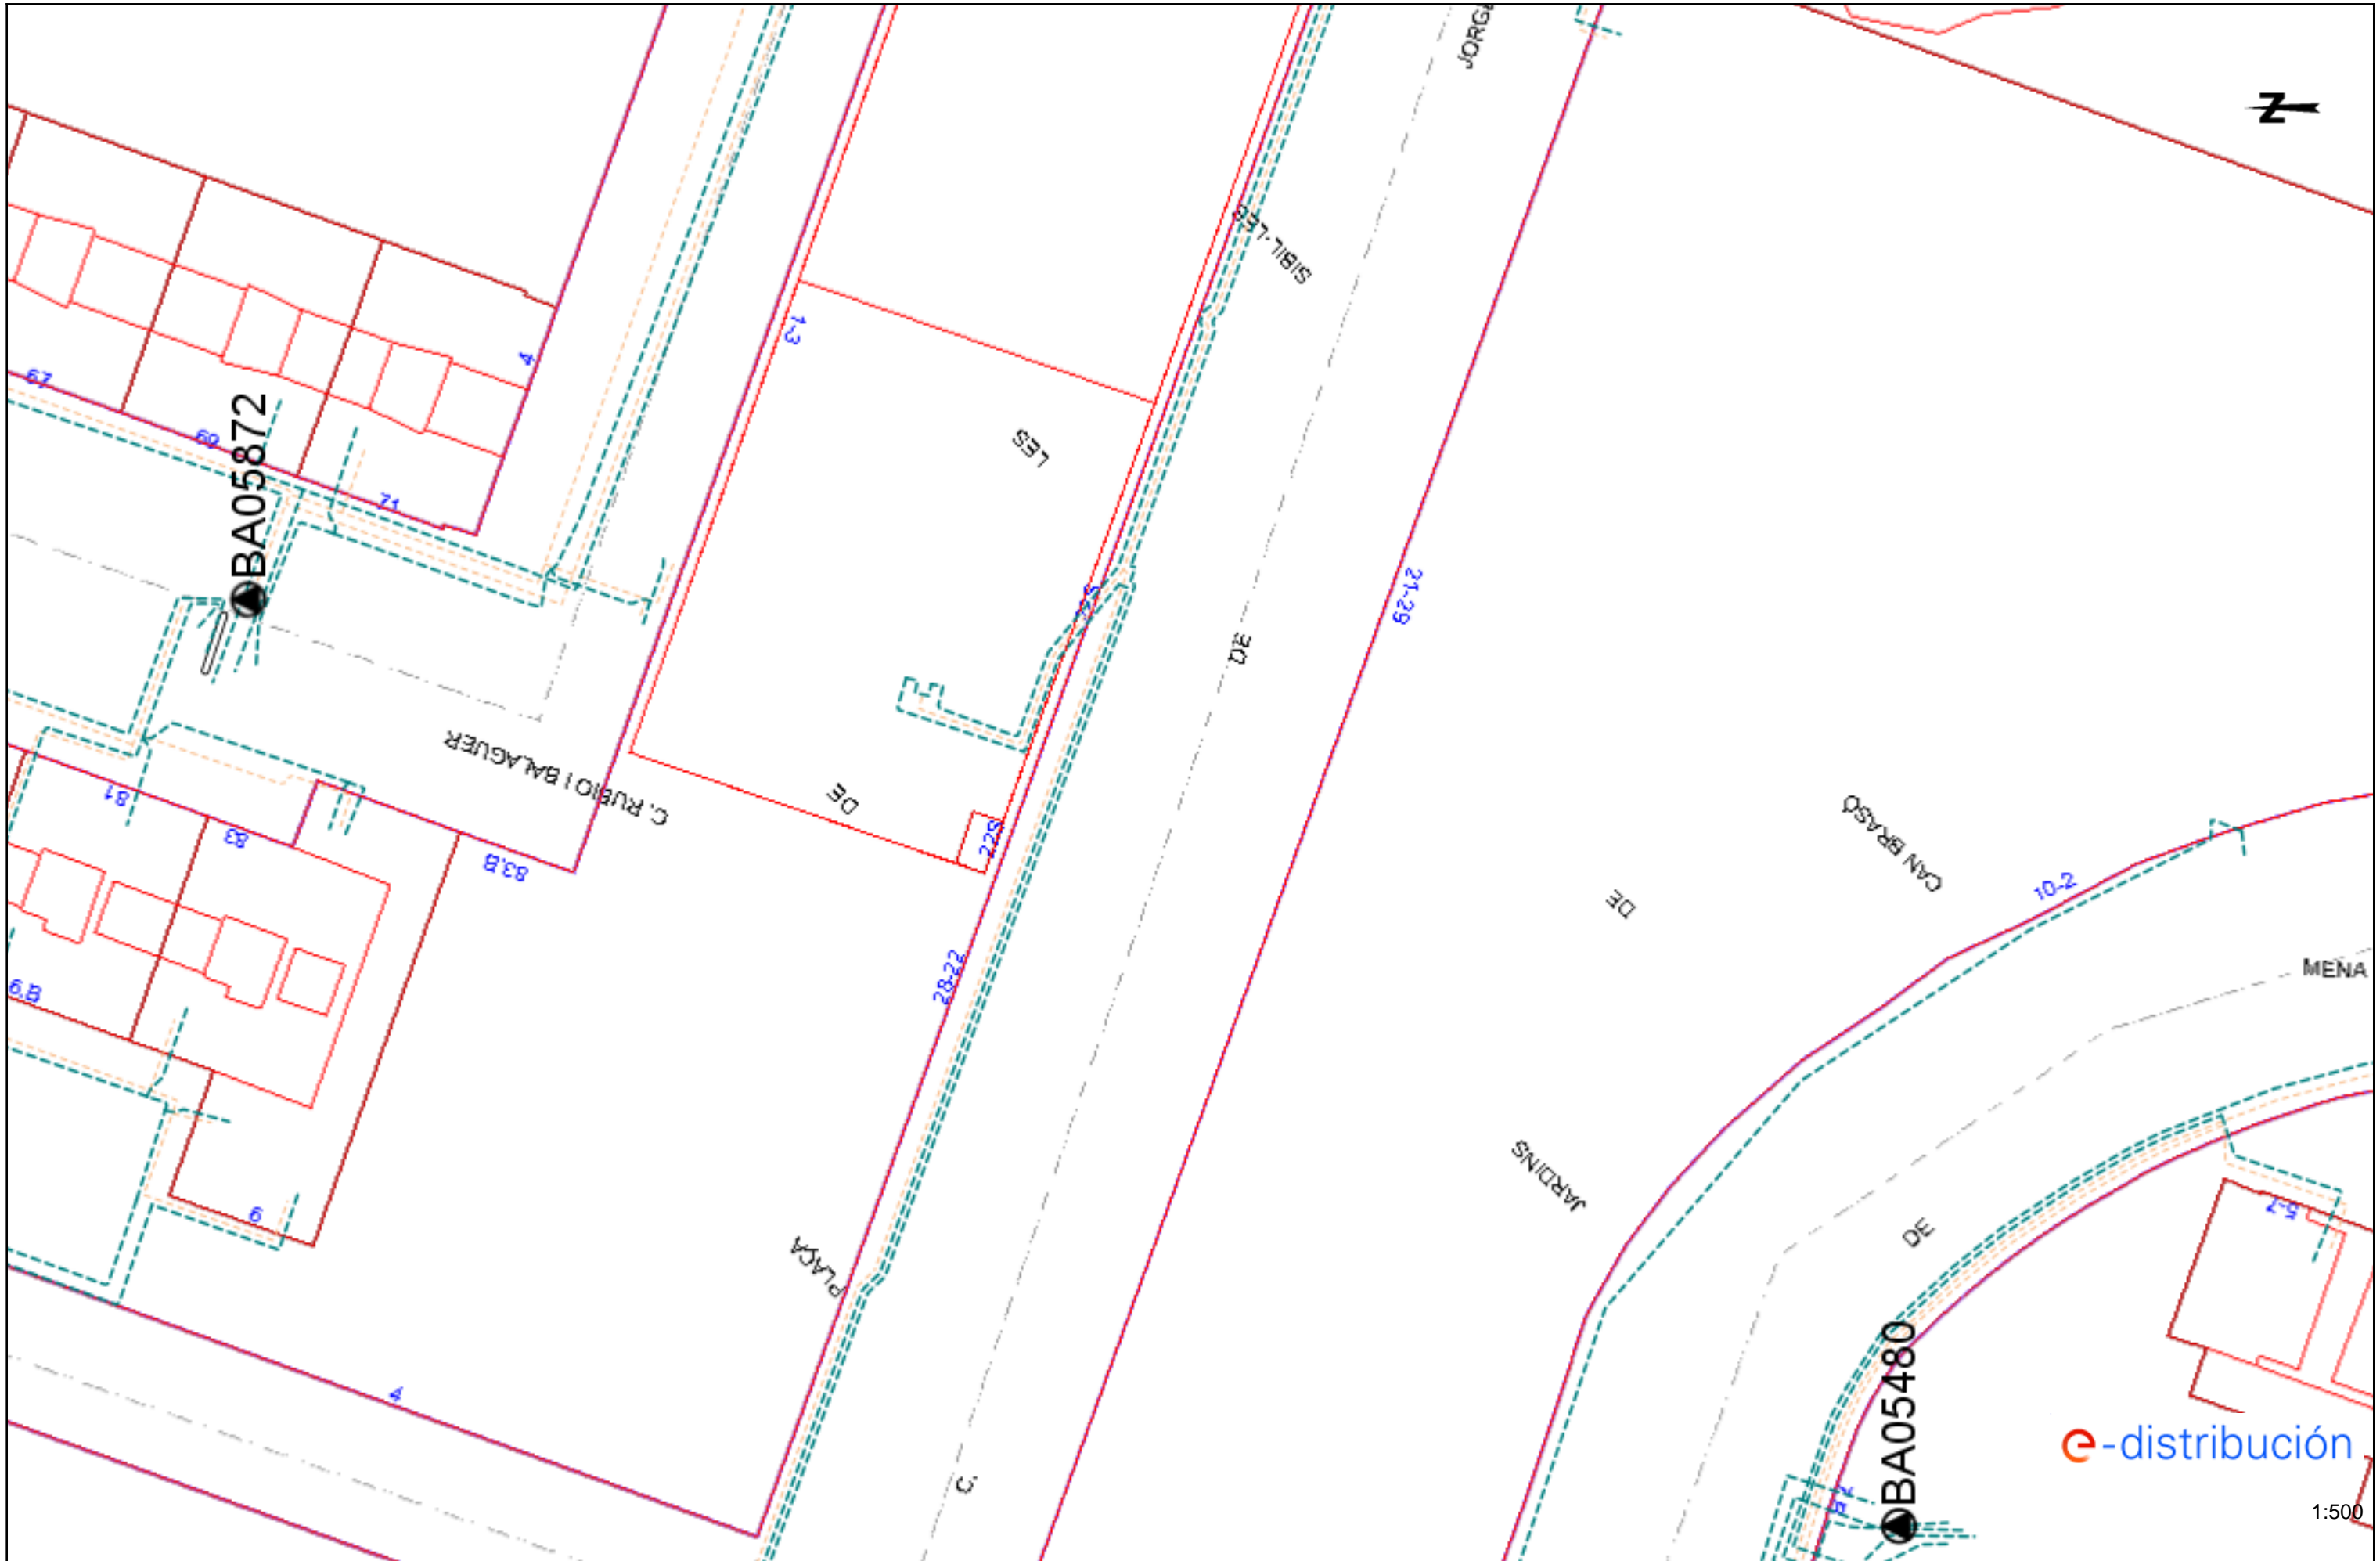 JORGE
Z
SIBIL·LES
1-3
4
67
BA05872
69
LES
71
22S
21-29
DE
C. RUBIO I BALAGUER
DE
81
83
83.B
22S
CAN BRASÓ
10-2
DE
28-22
MENA
6.B
JARDINS
5-7
9
DE
PLAÇA
4
BA05480
e-distribución
C.
1:500